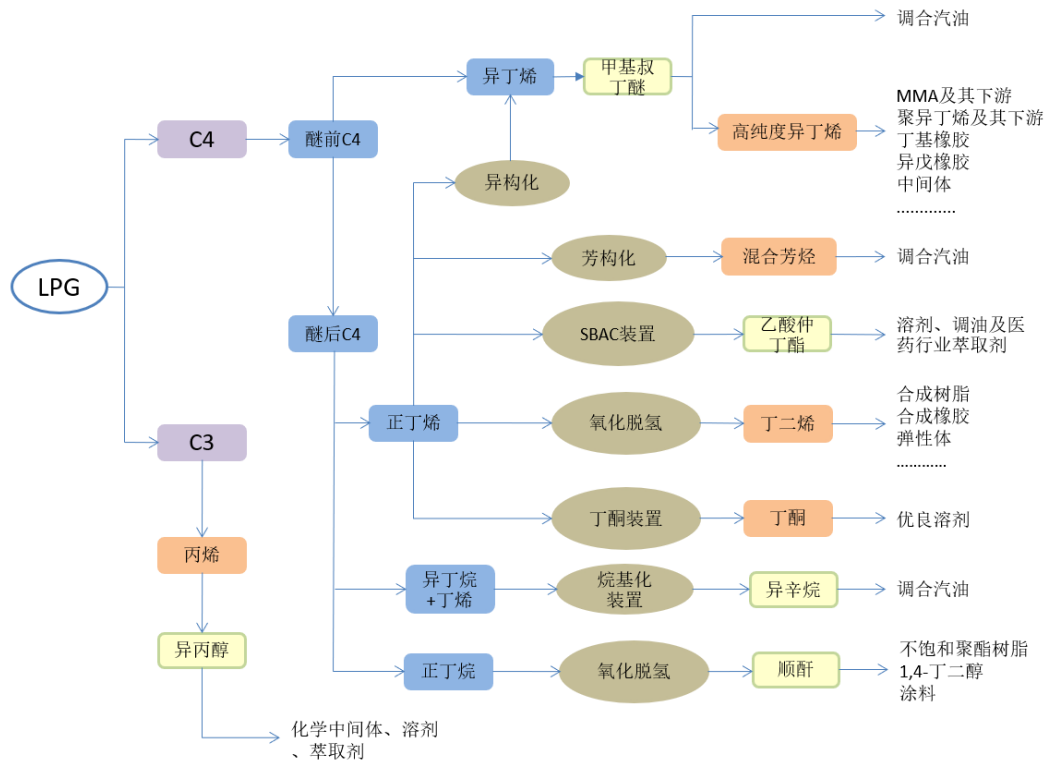 调合汽油
异丁烯
甲基叔
丁醚
MMA及其下游
聚异丁烯及其下游
丁基橡胶
异戊橡胶
中间体
.............
C4
醚前C4
高纯度异丁烯
异构化
芳构化
混合芳烃
调合汽油
LPG
醚后C4
SBAC装置
乙酸仲
丁酯
溶剂、调油及医
药行业萃取剂
正丁烯
氧化脱氢
丁二烯
合成树脂
合成橡胶
弹性体
............
C3
丁酮装置
丁酮
优良溶剂
丙烯
异丁烷
+丁烯
烷基化
装置
异辛烷
调合汽油
异丙醇
正丁烷
氧化脱氢
顺酐
不饱和聚酯树脂
1,4-丁二醇
涂料
化学中间体、溶剂
、萃取剂